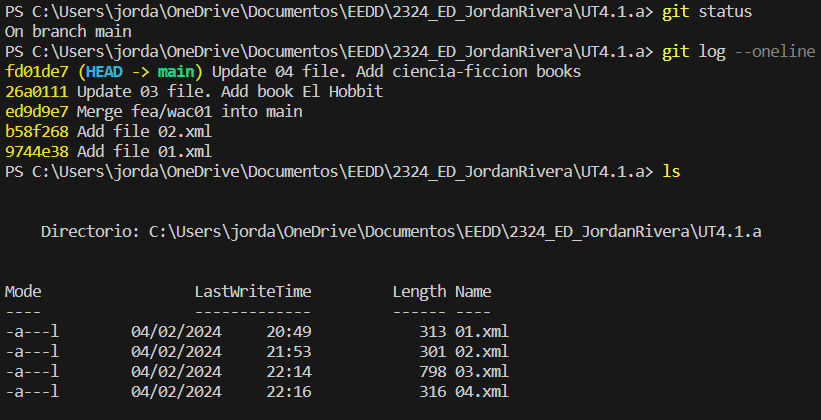 PS C:\Users\jorda\OneDrive\Documentos\EEDD\2324_ED_JordanRivera\UT4.1.a> git status
On branch main
PS C:\Users\jorda\OneDrive\Documentos\EEDD\2324_ED_JordanRivera\UT4.1.a> git log --oneline
fd01de7 (HEAD -> main) Update 04 file. Add ciencia-ficcion books
26a0111 Update 03 file. Add book El Hobbit
ed9d9e7 Merge fea/wac01 into main
b58f268 Add file 02.xml
9744e38 Add file 01.xml
PS C:\Users\jorda\OneDrive\Documentos\EEDD\2324_ED_JordanRivera\UT4.1.a> ls
Directorio: C:\Users\jorda\OneDrive\Documentos\EEDD\2324_ED_JordanRivera\UT4.1.a
Mode LastWriteTime Length Name
---- ------------- ------ ----
-a---l 04/02/2024 20:49 313 01.xml
-a---l 04/02/2024 21:53 301 02.xml
-a---l 04/02/2024 22:14 798 03.xml
-a---l 04/02/2024 22:16 316 04.xml